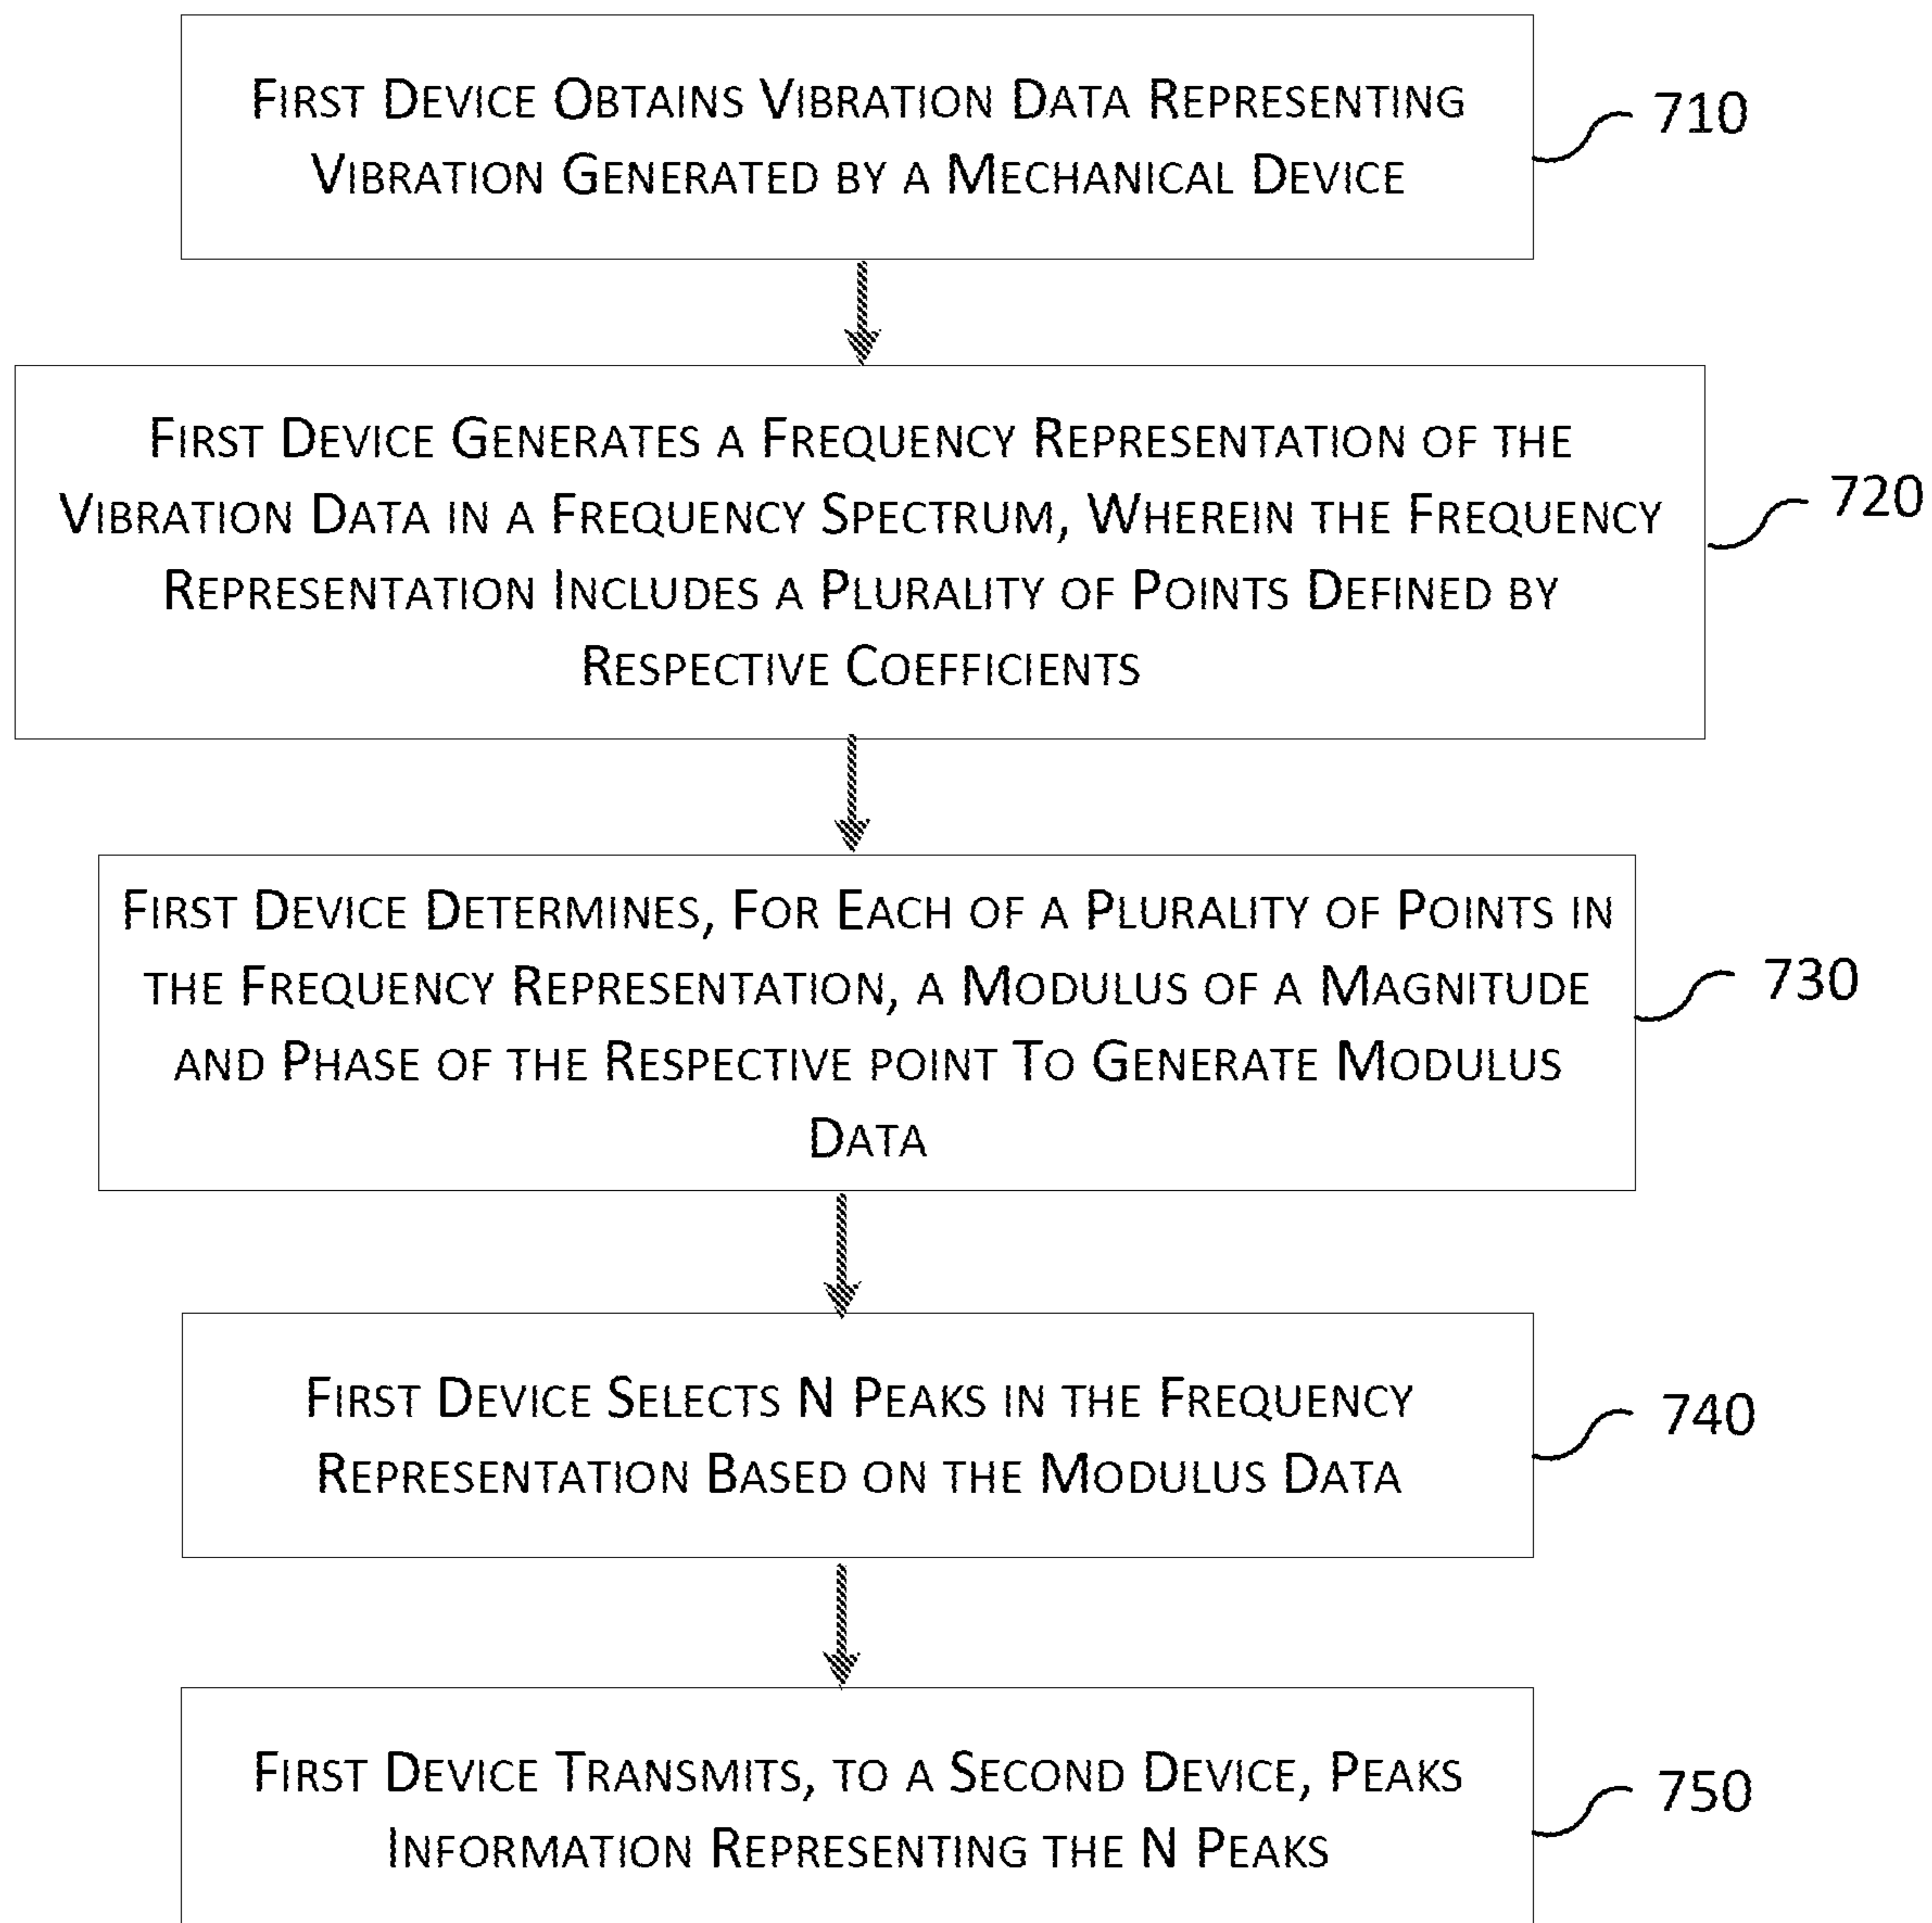 First Device Obtains Vibration Data Representing
Vibration Generated by a Mechanical Device
710
First Device Generates a Frequency Representation of the
Vibration Data in a Frequency Spectrum, Wherein the Frequency
Representation Includes a Plurality of Points Defined by
Respective Coefficients
720
First Device Determines, For Each of a Plurality of Points in
the Frequency Representation, a Modulus of a Magnitude
and Phase of the Respective point To Generate Modulus
Data
730
First Device Selects N Peaks in the Frequency
Representation Based on the Modulus Data
740
First Device Transmits, to a Second Device, Peaks
Information Representing the N Peaks
750